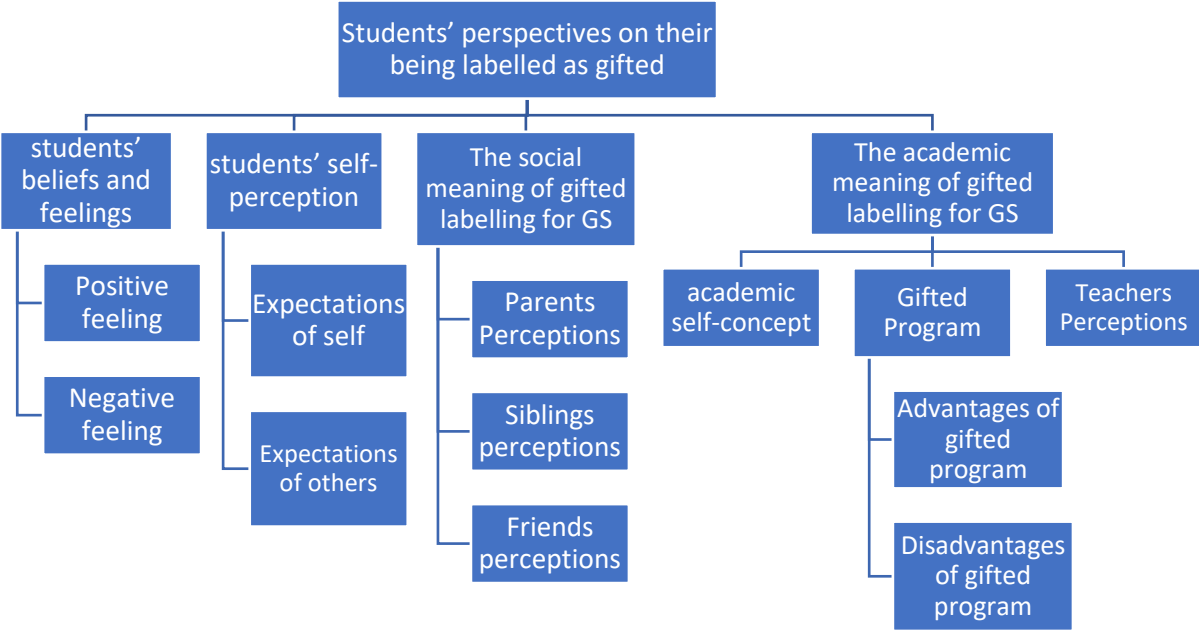 Students' perspectives on their
being labelled as gifted
students'
beliefs and
feelings
Positive
feeling
Negative
feeling
students' self-
perception
Expectations
of self
Expectations
of others
The social
meaning of gifted
labelling for GS
Parents
Perceptions
Siblings
perceptions
Friends
perceptions
The academic
meaning of gifted
labelling for GS
academic
self-concept
Gifted
Program
Advantages of
gifted
program
Disadvantages
of gifted
program
Teachers
Perceptions